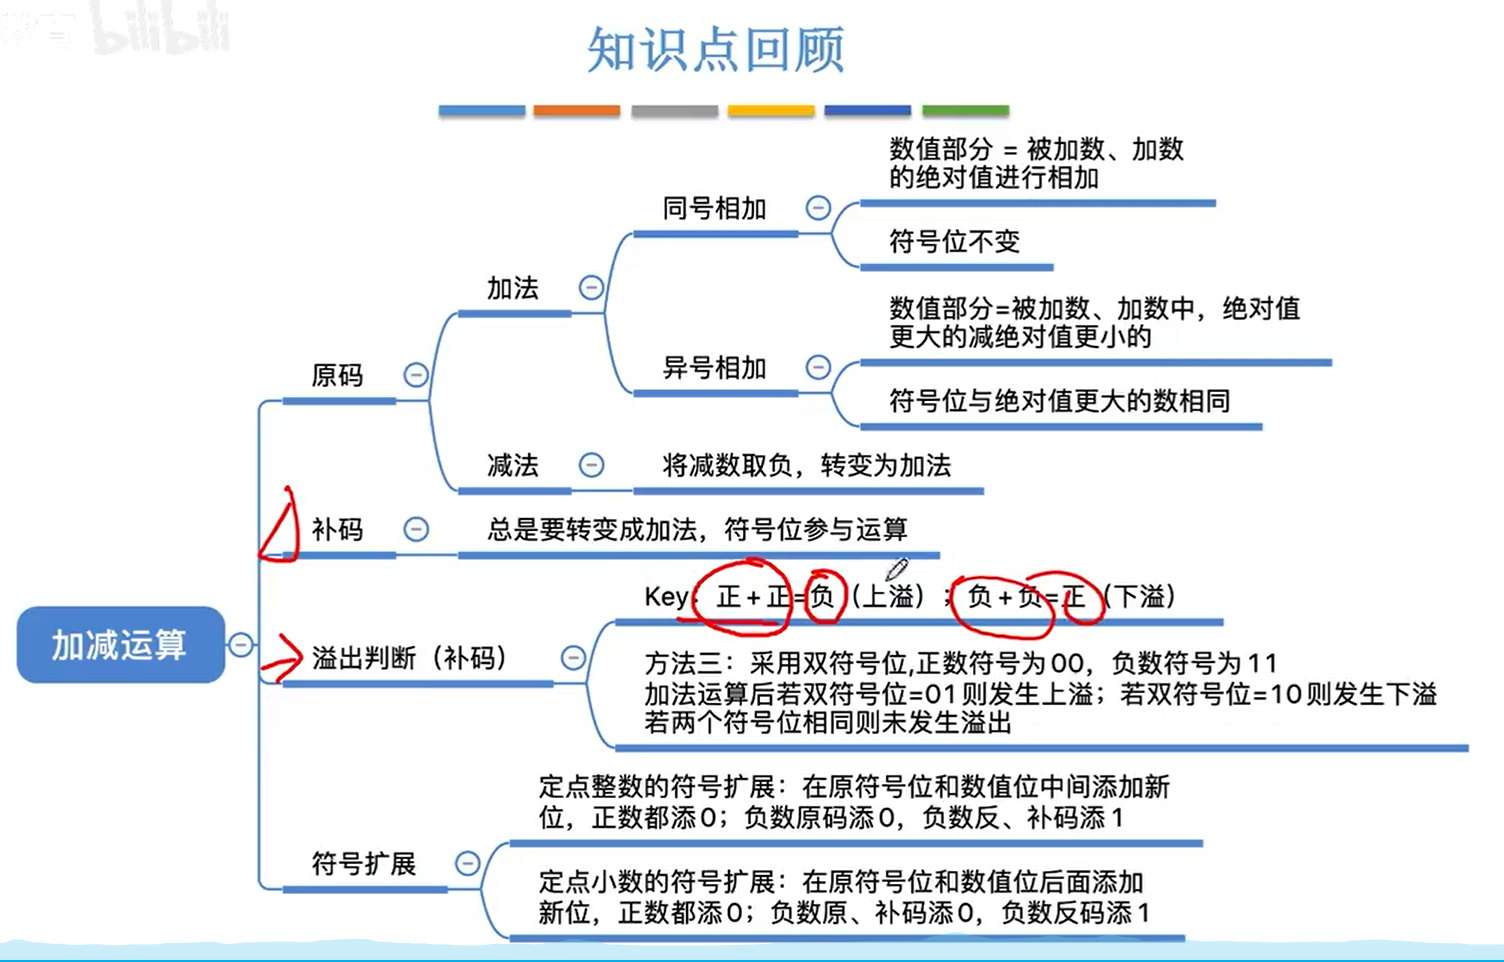 教育 bilibili
知识点回顾
数值部分 = 被加数、加数
的绝对值进行相加
同号相加
符号位不变
加法
数值部分=被加数、加数中，绝对值
更大的减绝对值更小的
异号相加
原码
符号位与绝对值更大的数相同
减法
将减数取负，转变为加法
补码
总是要转变成加法，符号位参与运算
Key：正+正=负（上溢）；负+负=正（下溢）
加减运算
溢出判断（补码）
方法三：采用双符号位,正数符号为00，负数符号为11
加法运算后若双符号位=01则发生上溢；若双符号位=10则发生下溢
若两个符号位相同则未发生溢出
定点整数的符号扩展：在原符号位和数值位中间添加新
位，正数都添0；负数原码添0，负数反、补码添1
符号扩展
定点小数的符号扩展：在原符号位和数值位后面添加
新位，正数都添0；负数原、补码添0，负数反码添1